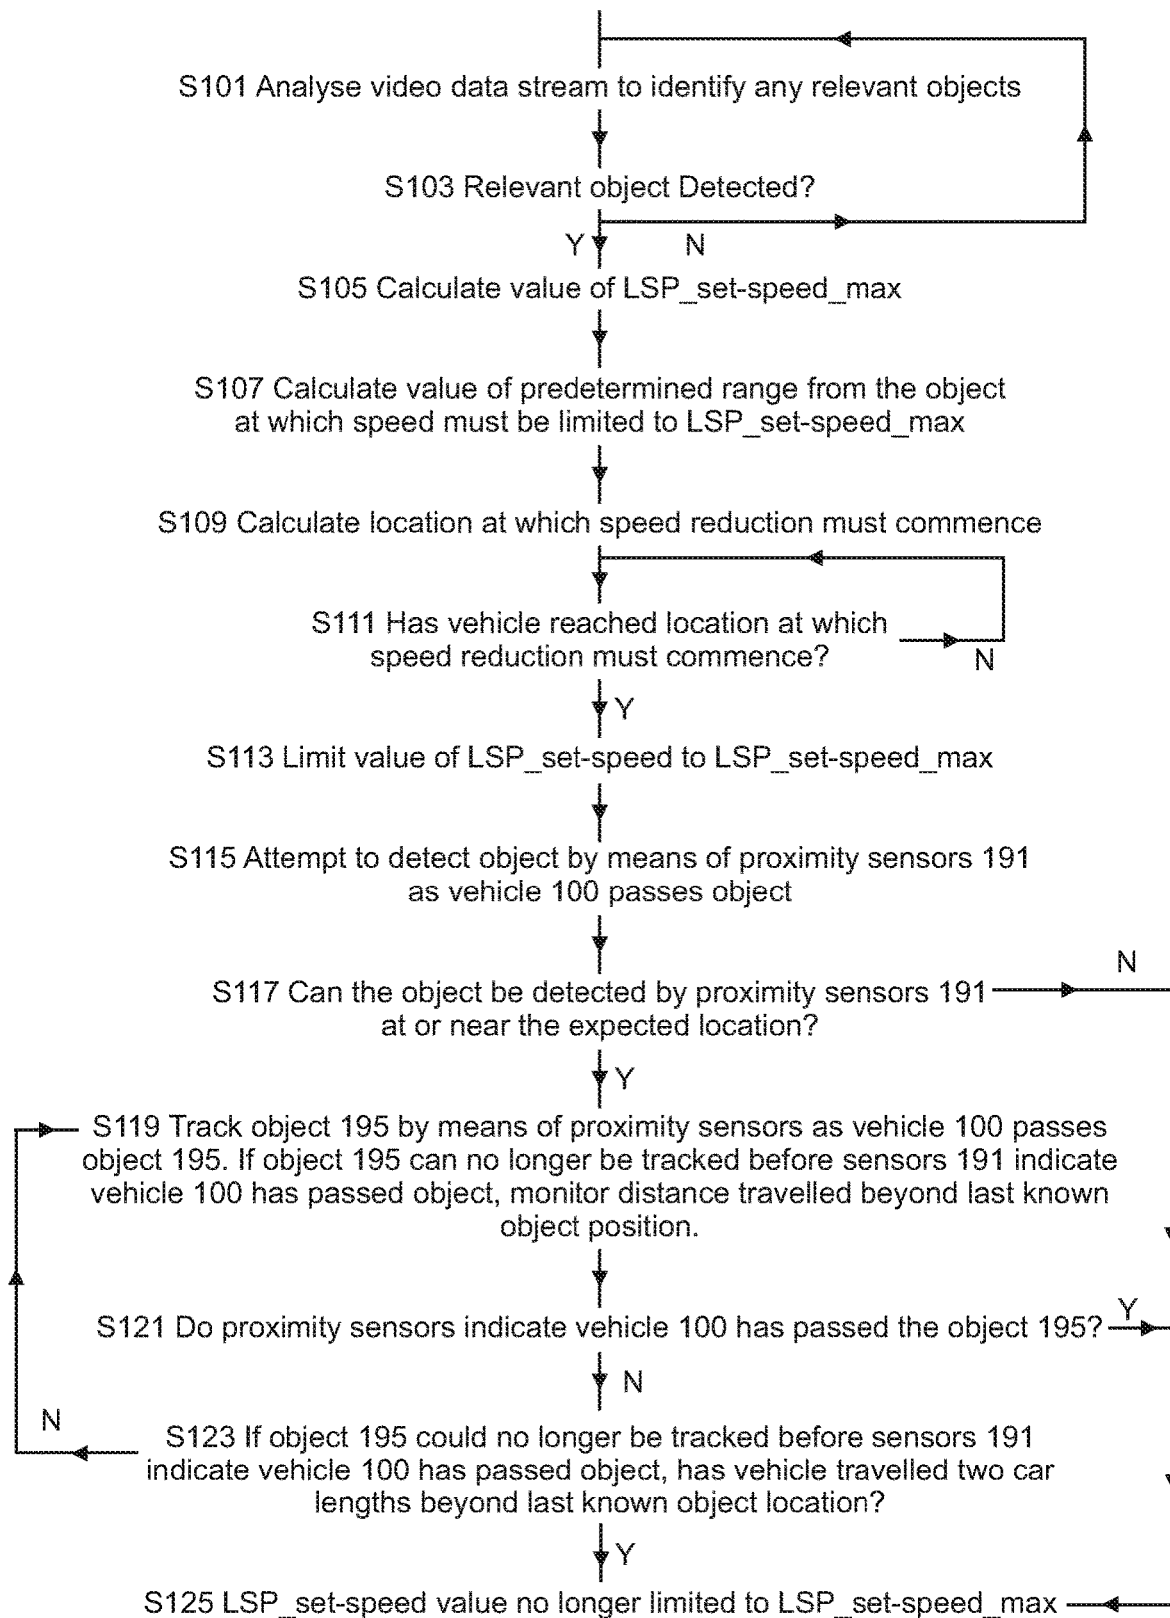 S101 Analyse video data stream to identify any relevant objects
S103 Relevant object Detected?
Y N
S105 Calculate value of LSP_set-speed_max
S107 Calculate value of predetermined range from the object
at which speed must be limited to LSP_set-speed_max
S109 Calculate location at which speed reduction must commence
S111 Has vehicle reached location at which
speed reduction must commence?
N
Y
S113 Limit value of LSP_set-speed to LSP_set-speed_max
S115 Attempt to detect object by means of proximity sensors 191
as vehicle 100 passes object
N
S117 Can the object be detected by proximity sensors 191
at or near the expected location?
Y
S119 Track object 195 by means of proximity sensors as vehicle 100 passes
object 195. If object 195 can no longer be tracked before sensors 191 indicate
vehicle 100 has passed object, monitor distance travelled beyond last known
object position.
S121 Do proximity sensors indicate vehicle 100 has passed the object 195? Y
N
N
S123 If object 195 could no longer be tracked before sensors 191
indicate vehicle 100 has passed object, has vehicle travelled two car
lengths beyond last known object location?
Y
S125 LSP_set-speed value no longer limited to LSP_set-speed_max